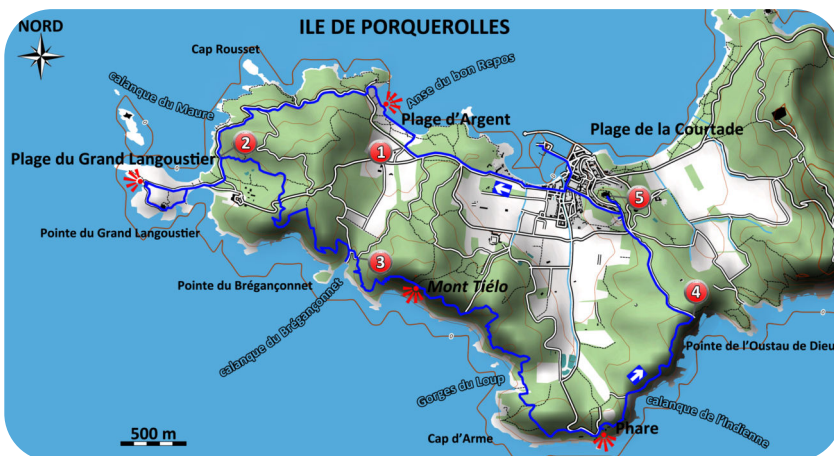 NORD
ILE DE PORQUEROLLES
Cap Rousset
calanque du Maure
Anse du bon Repos
Plage d'Argent
Plage de la Courtade
2
1
Plage du Grand Langoustier
5
Pointe du Grand Langoustier
3
Pointe du Brégançonnet
Mont Tiélo
4
calanque du Brégançonnet
Pointe de l'Oustau de Dieu
Gorges du Loup
calanque de l'Indienne
500 m
Cap d'Arme
Phare